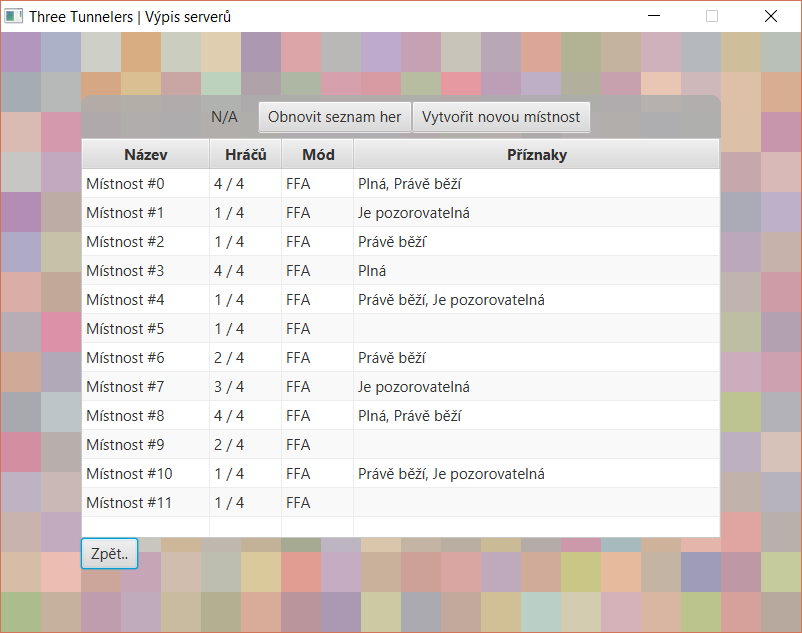 Three Tunnelers | Výpis serverů
N/A Obnovit seznam her Vytvořit novou místnost
Název Hráčů Mód Příznaky
Místnost #0 4 / 4 FFA Plná, Právě běží
Místnost #1 1 / 4 FFA Je pozorovatelná
Místnost #2 1 / 4 FFA Právě běží
Místnost #3 4 / 4 FFA Plná
Místnost #4 1 / 4 FFA Právě běží, Je pozorovatelná
Místnost #5 1 / 4 FFA
Místnost #6 2 / 4 FFA Právě běží
Místnost #7 3 / 4 FFA Je pozorovatelná
Místnost #8 4 / 4 FFA Plná, Právě běží
Místnost #9 2 / 4 FFA
Místnost #10 1 / 4 FFA Právě běží, Je pozorovatelná
Místnost #11 1 / 4 FFA
Zpět..